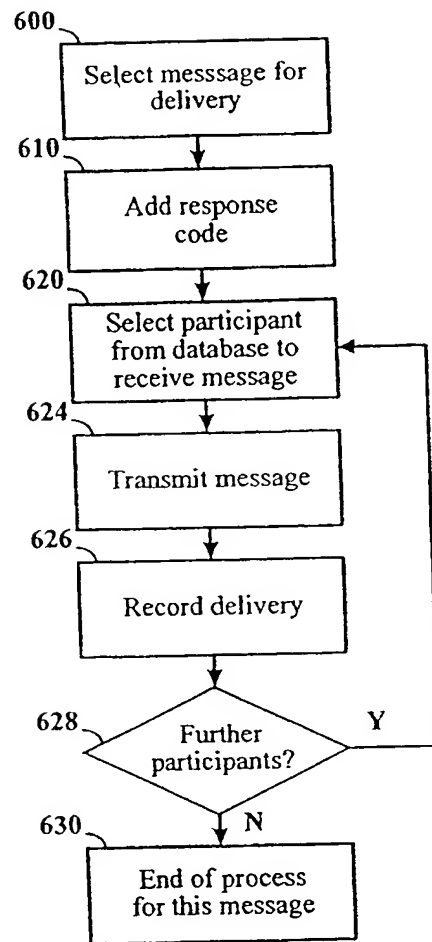 600
Select messsage for
delivery
610
Add response
code
620
Select participant
from database to
receive message
624
Transmit message
626
Record delivery
628
Further
participants?
Y
N
630
End of process
for this message